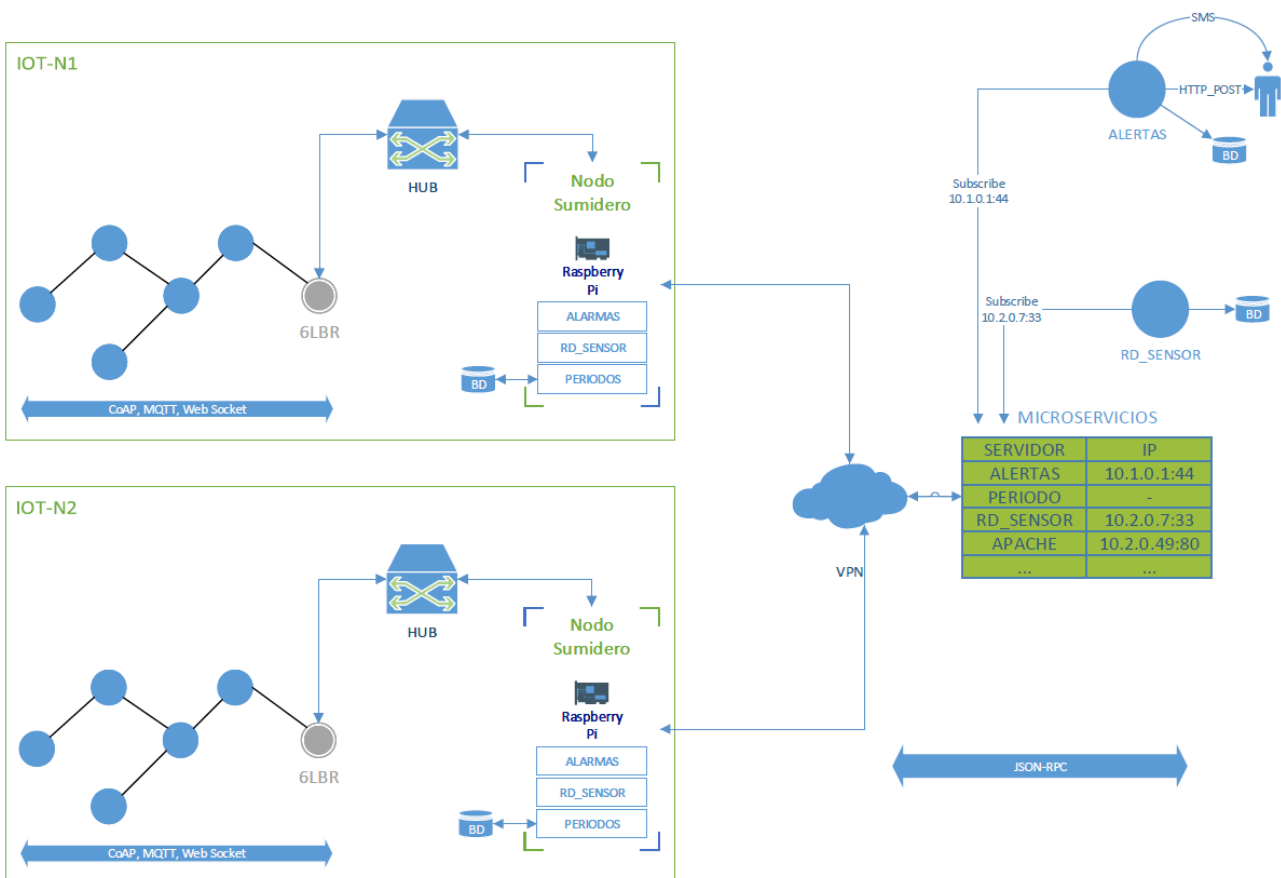 SMS
IOT-N1
HTTP_POST
ALERTAS
BD
HUB
Nodo
Sumidero
Subscribe
10.1.0.1:44
Raspberry
Pi
6LBR
ALARMAS
RD_SENSOR
PERIODOS
BD
CoAP, MQTT, Web Socket
Subscribe
10.2.0.7:33
BD
RD_SENSOR
MICROSERVICIOS
SERVIDOR IP
ALERTAS 10.1.0.1:44
PERIODO -
RD_SENSOR 10.2.0.7:33
APACHE 10.2.0.49:80
... ...
VPN
IOT-N2
HUB
Nodo
Sumidero
Raspberry
Pi
6LBR
ALARMAS
RD_SENSOR
PERIODOS
BD
CoAP, MQTT, Web Socket
JSON-RPC